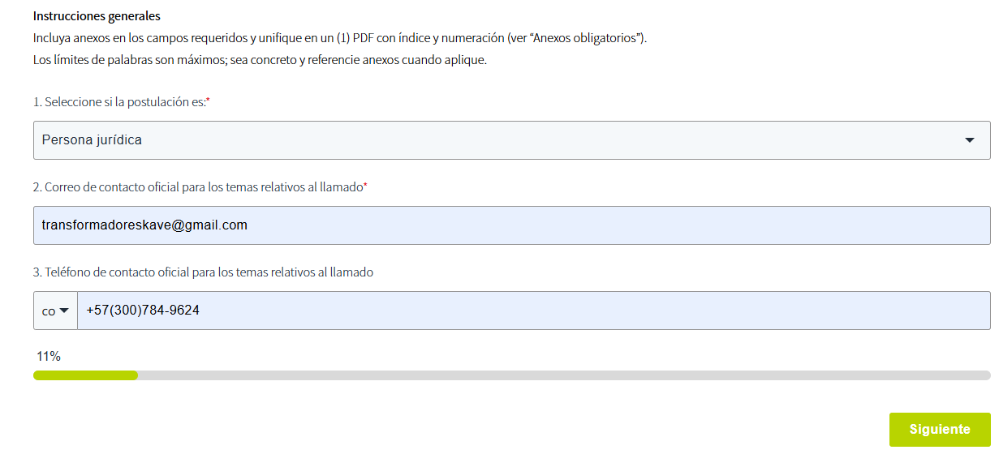 Instrucciones generales
Incluya anexos en los campos requeridos y unifique en un (1) PDF con índice y numeración (ver “Anexos obligatorios”).
Los límites de palabras son máximos; sea concreto y referencie anexos cuando aplique.
1. Seleccione si la postulación es:*
Persona jurídica
2. Correo de contacto oficial para los temas relativos al llamado*
transformadoreskave@gmail.com
3. Teléfono de contacto oficial para los temas relativos al llamado
co +57(300)784-9624
11%
Siguiente